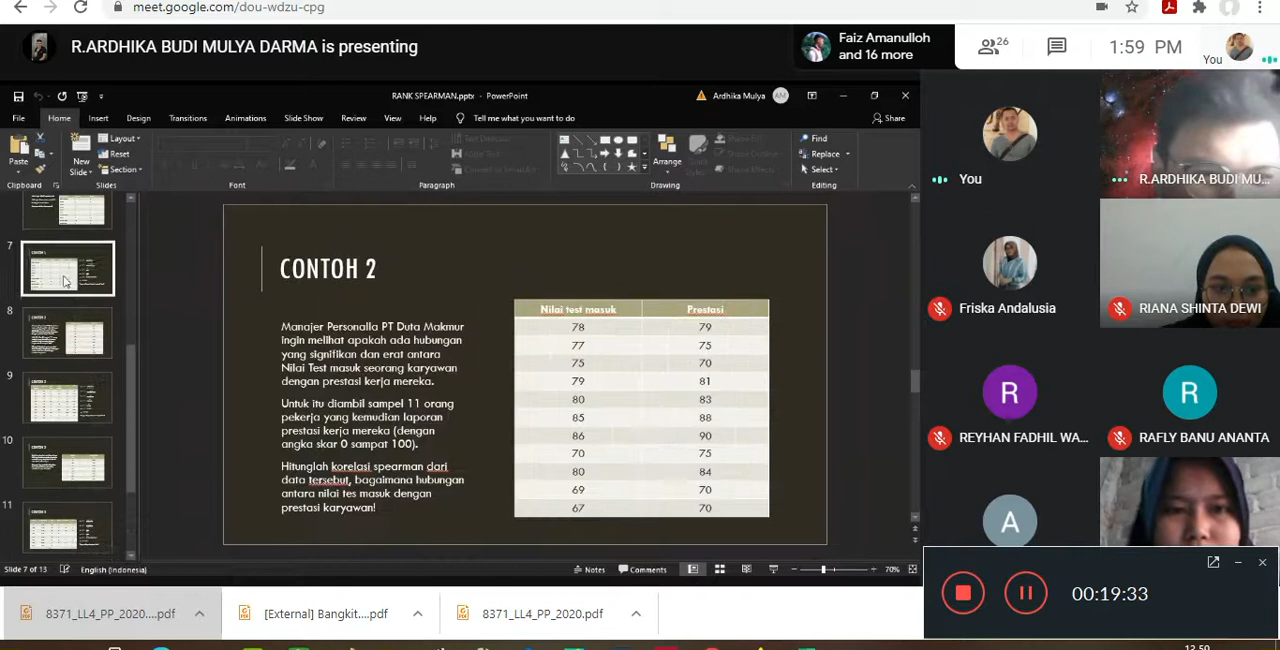 meet.google.com/dou-wdzu-cpg
R.ARDHIKA BUDI MULYA DARMA is presenting
Faiz Amanulloh
and 16 more
26
1:59 PM
You
RANK SPEARMAN.pptx - PowerPoint
Ardhika Mulya
AM
File Home Insert Design Transitions Animations Slide Show Review View Help Tell me what you want to do
Share
Paste
New
Slide
Layout
Reset
Section
Arrange
Find
Replace
Select
Clipboard
Slides
Font
Paragraph
Drawing
Editing
7
8
9
10
11
CONTOH 2
Manajer Personalla PT Duta Makmur
ingin melihat apakah ada hubungan
yang signifikan dan erat antara
Nilai Test masuk seorang karyawan
dengan prestasi kerja mereka.
Untuk itu diambil sampel 11 orang
pekerja yang kemudian laporan
prestasi kerja mereka (dengan
angka skar 0 sampat 100).
Hitunglah korelasi spearman dari
data tersebut, bagaimana hubungan
antara nilai tes masuk dengan
prestasi karyawan!
Nilai test masuk Prestasi
78 79
77 75
75 70
79 81
80 83
85 88
86 90
70 75
80 84
69 70
67 70
Slide 7 of 13
English (Indonesia)
Notes
Comments
70%
You
R.ARDHIKA BUDI MU...
Friska Andalusia
RIANA SHINTA DEWI
R
R
REYHAN FADHIL WA...
RAFLY BANU ANANTA
A
00:19:33
8371_LL4_PP_2020....pdf
[External] Bangkit....pdf
8371_LL4_PP_2020.pdf